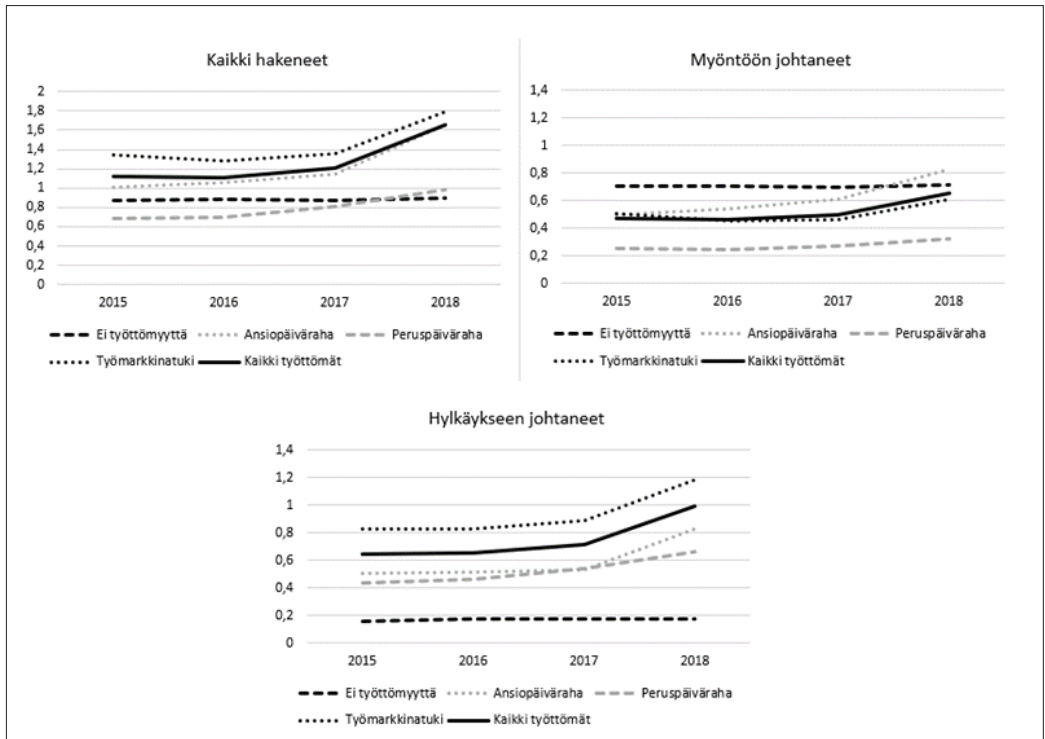 Kaikki hakeneet
2
1,8
1,6
1,4
1,2
1
0,8
0,6
0,4
0,2
0
2015 2016 2017 2018
Ei työttömyyttä Ansiopäiväraha Peruspäiväraha
Työmarkkinatuki Kaikki työttömät
Myöntöön johtaneet
1,4
1,2
1
0,8
0,6
0,4
0,2
0
2015 2016 2017 2018
Ei työttömyyttä Ansiopäiväraha Peruspäiväraha
Työmarkkinatuki Kaikki työttömät
Hylkäykseen johtaneet
1,4
1,2
1
0,8
0,6
0,4
0,2
0
2015 2016 2017 2018
Ei työttömyyttä Ansiopäiväraha Peruspäiväraha
Työmarkkinatuki Kaikki työttömät